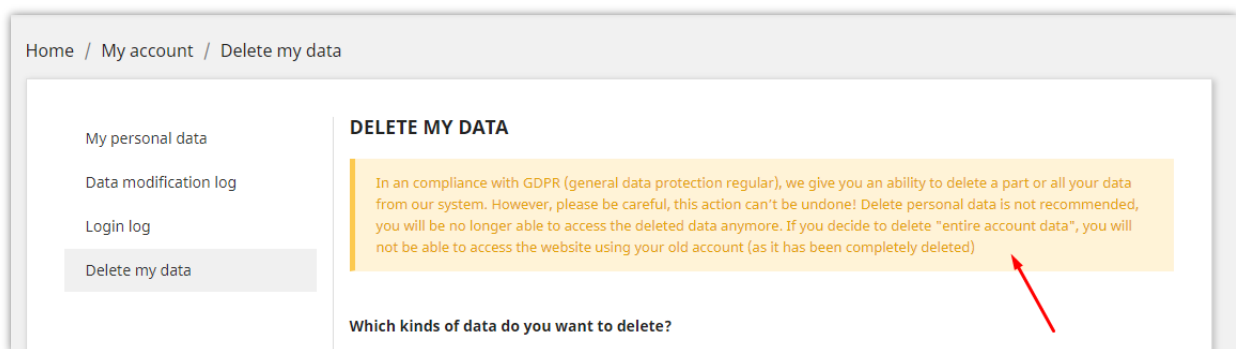 Home / My account / Delete my data
My personal data
Data modification log
Login log
Delete my data
DELETE MY DATA
In an compliance with GDPR (general data protection regular), we give you an ability to delete a part or all your data
from our system. However, please be careful, this action can't be undone! Delete personal data is not recommended,
you will be no longer able to access the deleted data anymore. If you decide to delete "entire account data", you will
not be able to access the website using your old account (as it has been completely deleted)
Which kinds of data do you want to delete?